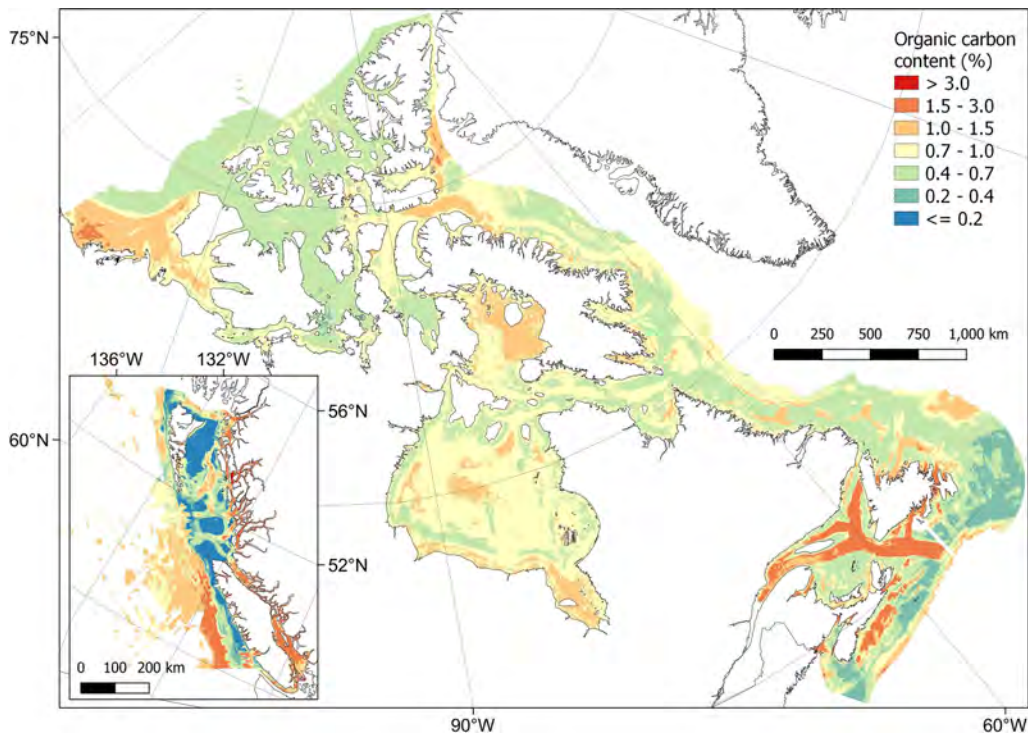 75°N
Organic carbon
content (%)
> 3.0
1.5 - 3.0
1.0 - 1.5
0.7 - 1.0
0.4 - 0.7
0.2 - 0.4
<= 0.2
0 250 500 750 1,000 km
136°W 132°W
56°N
60°N
52°N
0 100 200 km
90°W 60°W